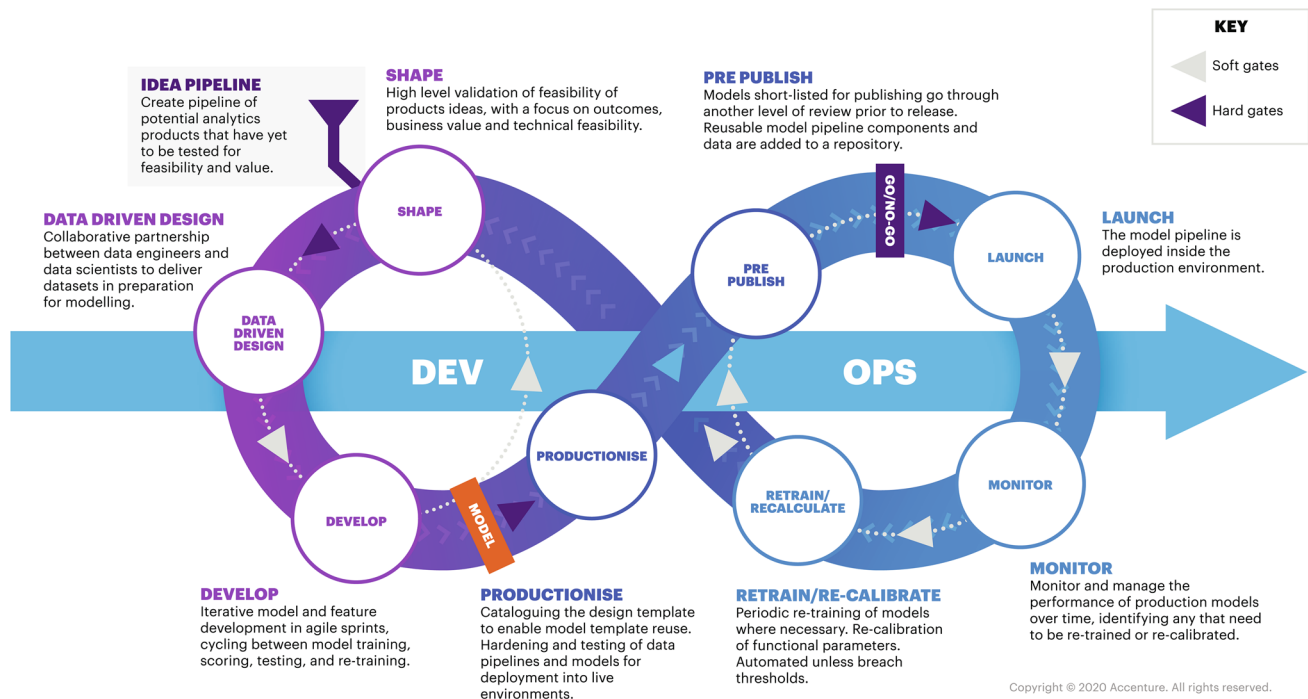 KEY
Soft gates
Hard gates
IDEA PIPELINE
Create pipeline of
potential analytics
products that have yet
to be tested for
feasibility and value.
SHAPE
High level validation of feasibility of
products ideas, with a focus on outcomes,
business value and technical feasibility.
PRE PUBLISH
Models short-listed for publishing go through
another level of review prior to release.
Reusable model pipeline components and
data are added to a repository.
DATA DRIVEN DESIGN
Collaborative partnership
between data engineers and
data scientists to deliver
datasets in preparation
for modelling.
LAUNCH
The model pipeline is
deployed inside the
production environment.
SHAPE
GO/NO-GO
PRE
PUBLISH
LAUNCH
DATA
DRIVEN
DESIGN
DEV
OPS
PRODUCTIONISE
DEVELOP
MODEL
RETRAIN/
RECALCULATE
MONITOR
DEVELOP
Iterative model and feature
development in agile sprints,
cycling between model training,
scoring, testing, and re-training.
PRODUCTIONISE
Cataloguing the design template
to enable model template reuse.
Hardening and testing of data
pipelines and models for
deployment into live
environments.
RETRAIN/RE-CALIBRATE
Periodic re-training of models
where necessary. Re-calibration
of functional parameters.
Automated unless breach
thresholds.
MONITOR
Monitor and manage the
performance of production models
over time, identifying any that need
to be re-trained or re-calibrated.
Copyright © 2020 Accenture. All rights reserved.